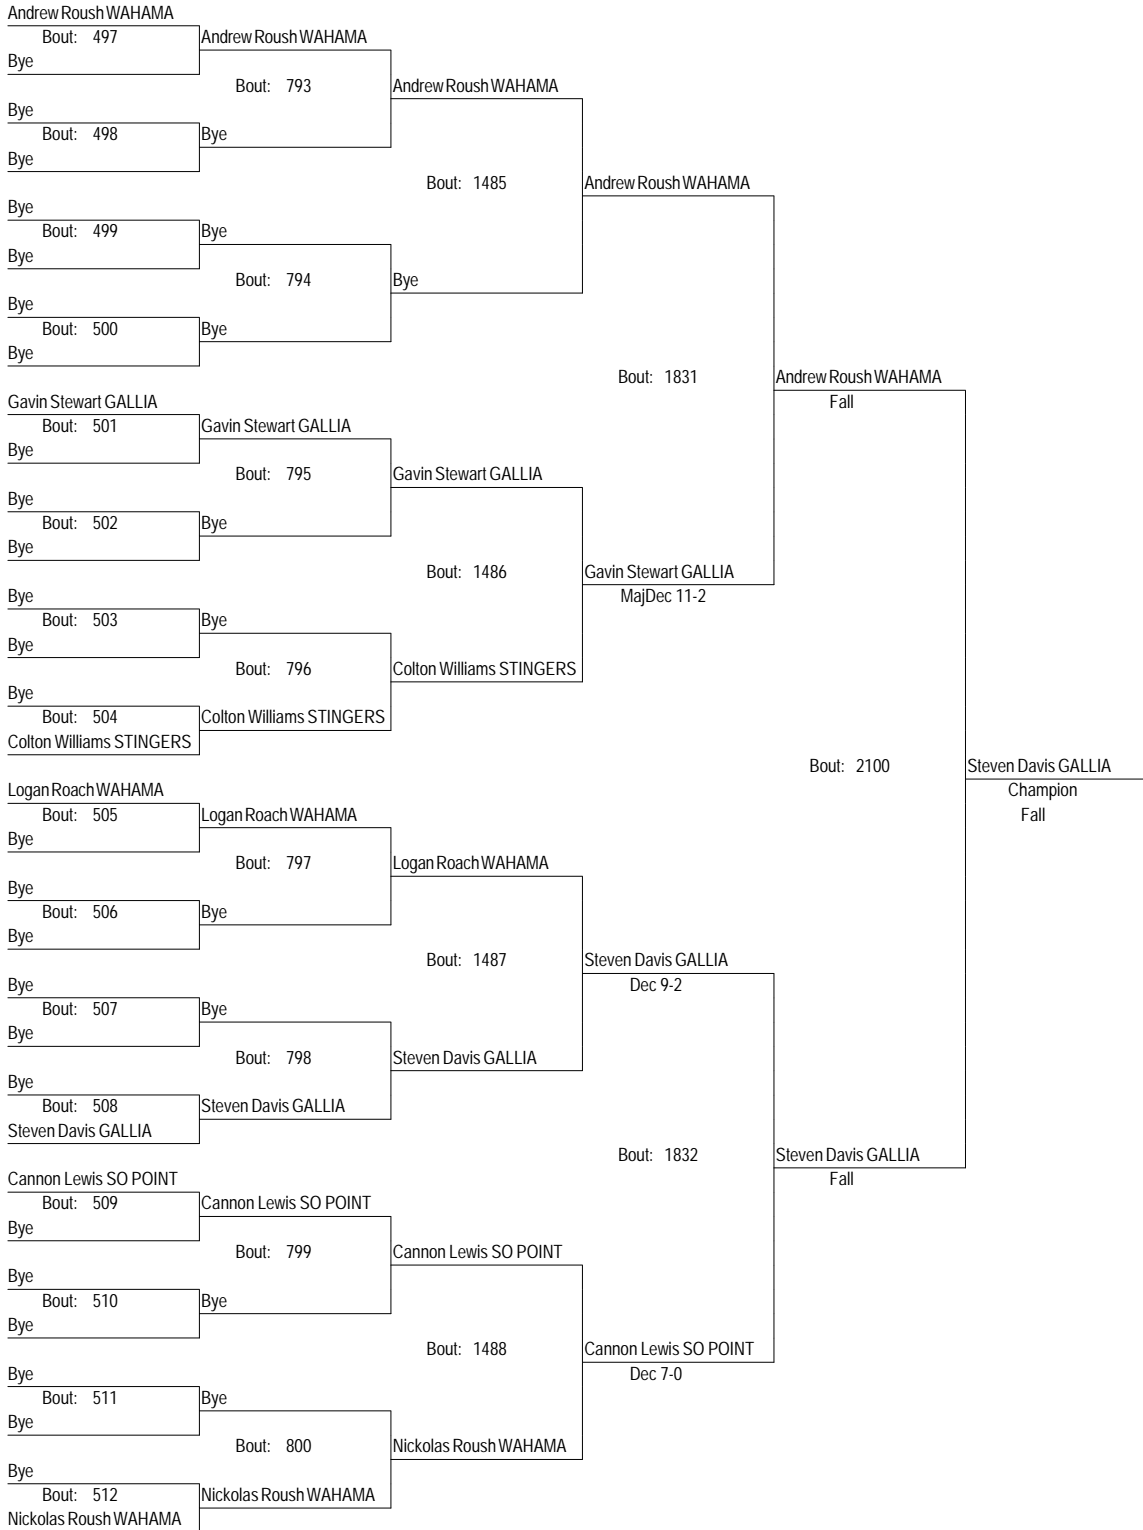 Andrew Roush WAHAMA
Bout: 497
Andrew Roush WAHAMA
Bye
Bout: 793
Andrew Roush WAHAMA
Bye
Bout: 498
Bye
Bye
Bout: 1485
Andrew Roush WAHAMA
Bye
Bout: 499
Bye
Bye
Bout: 794
Bye
Bye
Bout: 500
Bye
Bye
Bout: 1831
Andrew Roush WAHAMA
Fall
Gavin Stewart GALLIA
Bout: 501
Gavin Stewart GALLIA
Bye
Bout: 795
Gavin Stewart GALLIA
Bye
Bout: 502
Bye
Bye
Bout: 1486
Gavin Stewart GALLIA
MajDec 11-2
Bye
Bout: 503
Bye
Bye
Bout: 796
Colton Williams STINGERS
Bye
Bout: 504
Colton Williams STINGERS
Colton Williams STINGERS
Bout: 2100
Steven Davis GALLIA
Champion
Fall
Logan Roach WAHAMA
Bout: 505
Logan Roach WAHAMA
Bye
Bout: 797
Logan Roach WAHAMA
Bye
Bout: 506
Bye
Bye
Bout: 1487
Steven Davis GALLIA
Dec 9-2
Bye
Bout: 507
Bye
Bye
Bout: 798
Steven Davis GALLIA
Bye
Bout: 508
Steven Davis GALLIA
Steven Davis GALLIA
Bout: 1832
Steven Davis GALLIA
Fall
Cannon Lewis SO POINT
Bout: 509
Cannon Lewis SO POINT
Bye
Bout: 799
Cannon Lewis SO POINT
Bye
Bout: 510
Bye
Bye
Bout: 1488
Cannon Lewis SO POINT
Dec 7-0
Bye
Bout: 511
Bye
Bye
Bout: 800
Nickolas Roush WAHAMA
Bye
Bout: 512
Nickolas Roush WAHAMA
Nickolas Roush WAHAMA